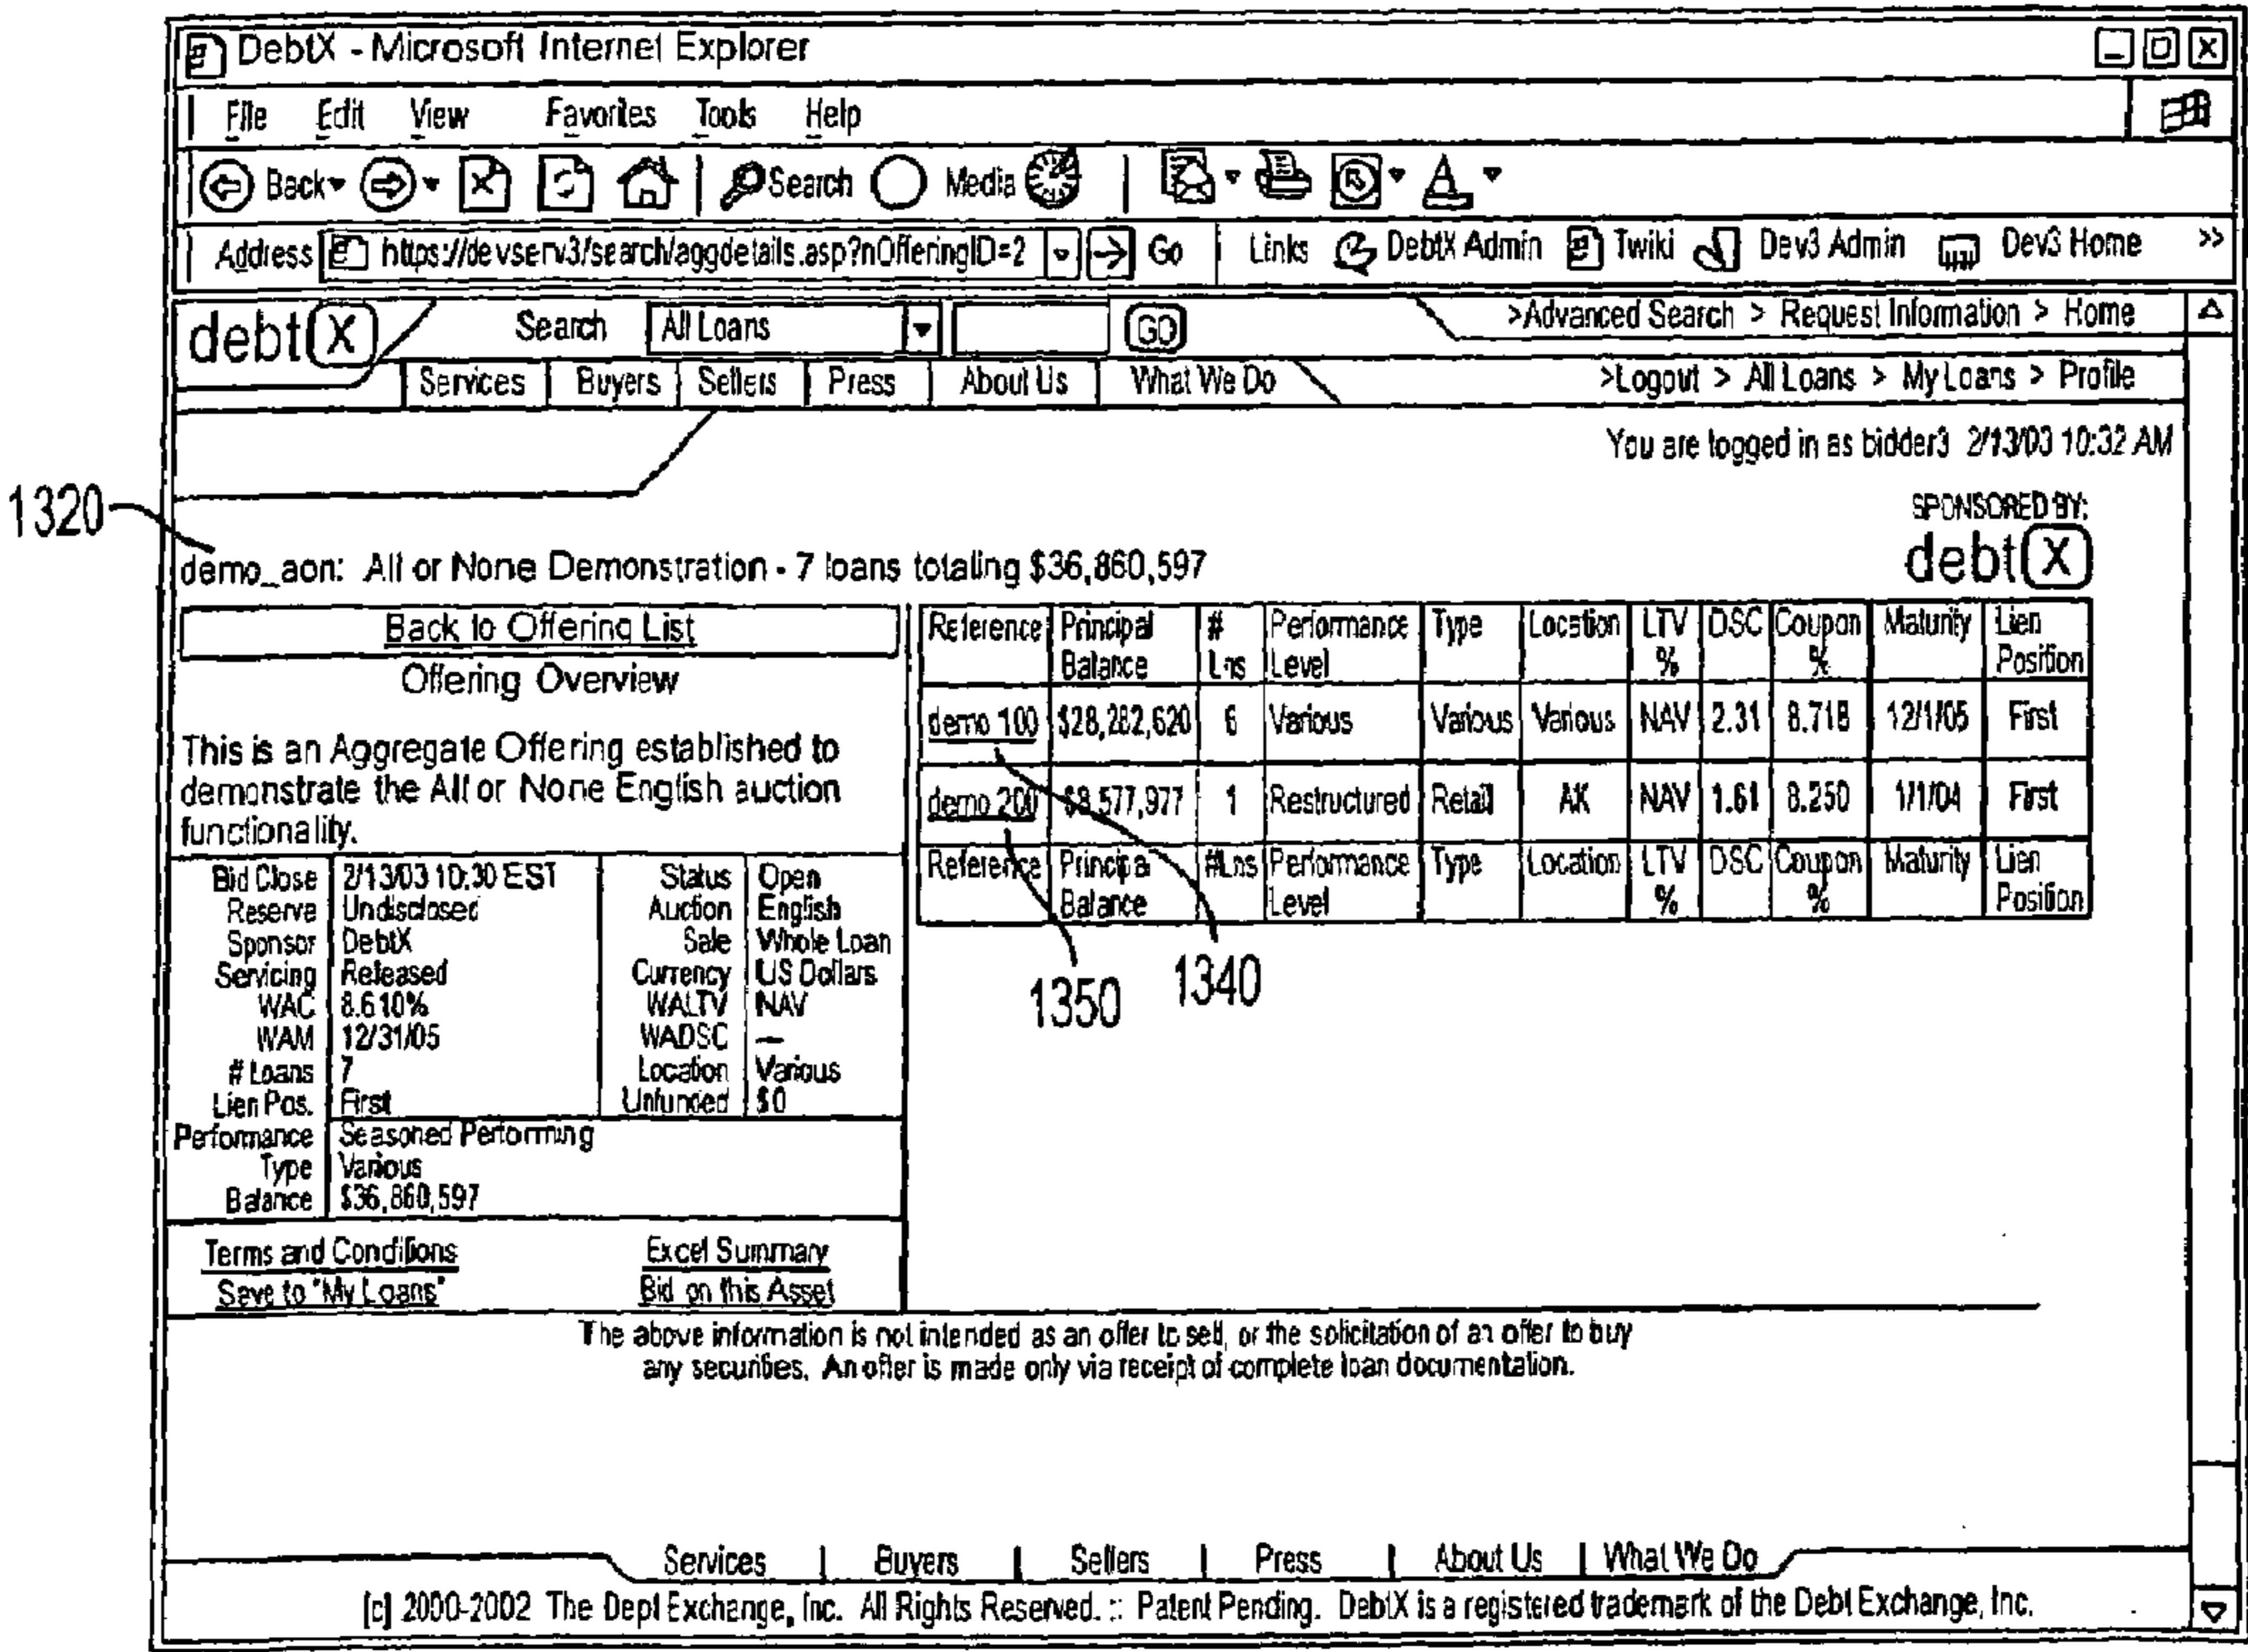 DebtX - Microsoft Internet Explorer
File Edit View Favorites Tools Help
Back Search Media
Address https://devserv3/search/aggdetails.asp?nOfferingID=2 Go Links DebtX Admin Twiki Dev3 Admin Dev3 Home >>
debt(X) Search All Loans GO >Advanced Search > Request Information > Home
Services Buyers Sellers Press About Us What We Do >Logout > All Loans > My Loans > Profile
You are logged in as bidder3 2/13/03 10:32 AM
1320
SPONSORED BY:
debt(X)
demo_aon: All or None Demonstration - 7 loans totaling $36,860,597
Back to Offering List
Offering Overview
This is an Aggregate Offering established to
demonstrate the All or None English auction
functionality.
Bid Close 2/13/03 10:30 EST Status Open
Reserve Undisclosed Auction English
Sponsor DebtX Sale Whole Loan
Servicing Released Currency US Dollars
WAC 8.610% WALTV NAV
WAM 12/31/05 WADSC —
# Loans 7 Location Various
Lien Pos. First Unfunded $0
Performance Seasoned Performing
Type Various
Balance $36,860,597
Terms and Conditions Excel Summary
Save to "My Loans" Bid on this Asset
Reference Principal # Performance Type Location LTV DSC Coupon Maturity Lien
Balance Lns Level % % Position
demo 100 $28,282,620 6 Various Various Various NAV 2.31 8.718 12/1/05 First
demo 200 $8,577,977 1 Restructured Retail AK NAV 1.61 8.250 1/1/04 First
Reference Principal #Lns Performance Type Location LTV DSC Coupon Maturity Lien
Balance Level % % Position
1350 1340
The above information is not intended as an offer to sell, or the solicitation of an offer to buy
any securities. An offer is made only via receipt of complete loan documentation.
Services | Buyers | Sellers | Press | About Us | What We Do
[c] 2000-2002 The Dept Exchange, Inc. All Rights Reserved. :: Patent Pending. DebtX is a registered trademark of the Debt Exchange, Inc.